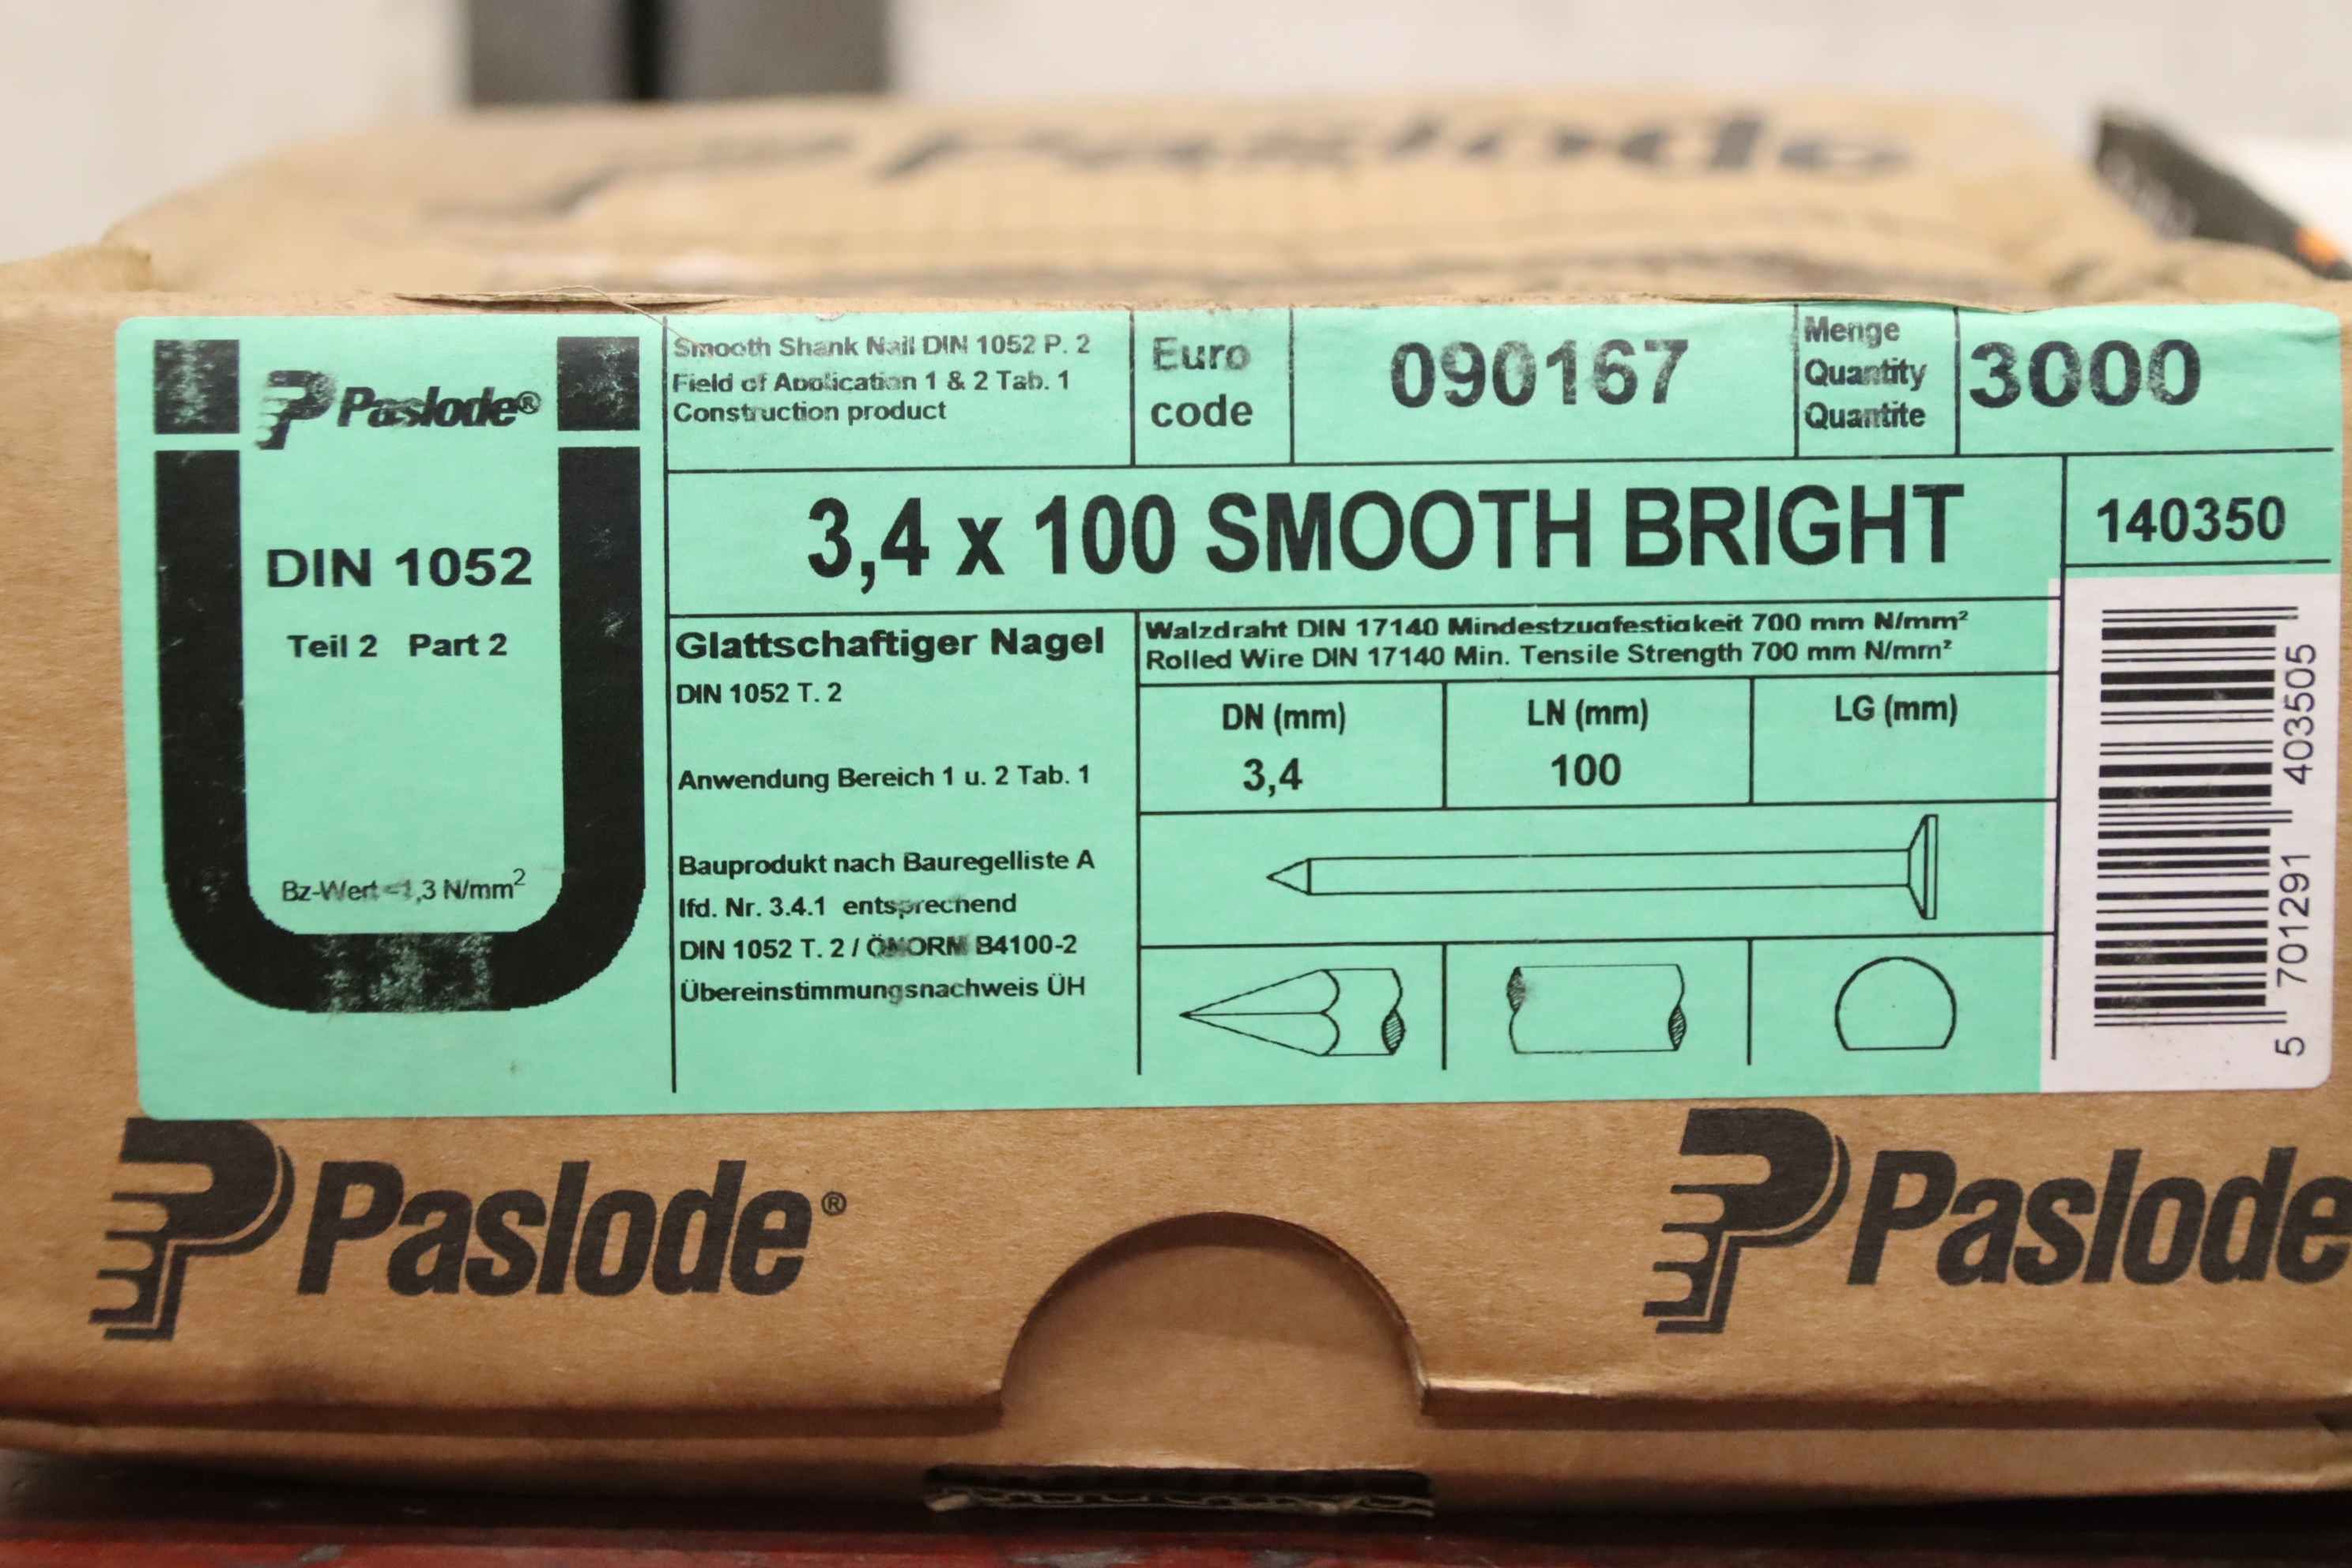 Paslode
Paslode®
DIN 1052
Teil 2 Part 2
Bz-Wert =1,3 N/mm²
Smooth Shank Nail DIN 1052 P. 2
Field of Application 1 & 2 Tab. 1
Construction product
Euro
code
090167
Menge
Quantity
Quantite
3000
3,4 x 100 SMOOTH BRIGHT
140350
Glattschaftiger Nagel
DIN 1052 T. 2
Anwendung Bereich 1 u. 2 Tab. 1
Bauprodukt nach Bauregelliste A
lfd. Nr. 3.4.1 entsprechend
DIN 1052 T. 2 / ÖNORM B4100-2
Übereinstimmungsnachweis ÜH
Walzdraht DIN 17140 Mindestzugfestigkeit 700 mm N/mm²
Rolled Wire DIN 17140 Min. Tensile Strength 700 mm N/mm²
DN (mm)
3,4
LN (mm)
100
LG (mm)
5 701291 403505
Paslode®
Paslode